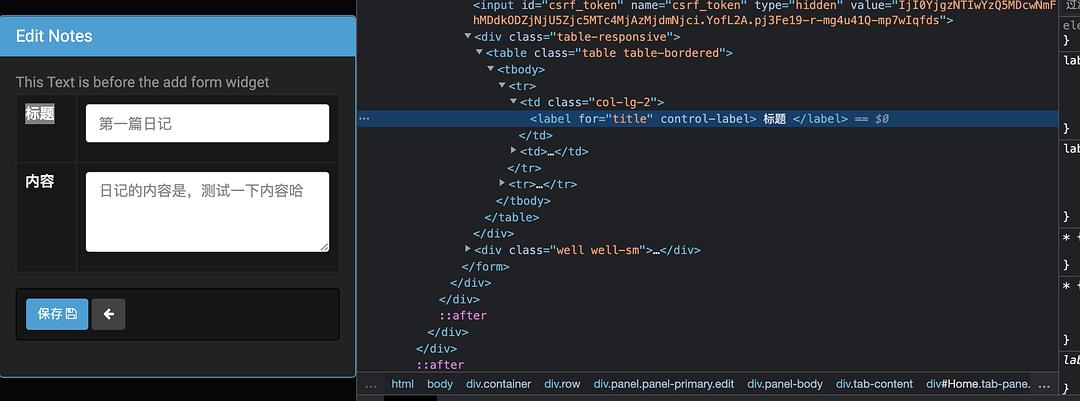 Edit Notes
This Text is before the add form widget
标题
第一篇日记
内容
日记的内容是，测试一下内容哈
保存
<input id="csrf_token" name="csrf_token" type="hidden" value="IjI0YjgzNTIwYzQ5MDcwNmF
hMDdkODZjNjU5Zjc5MTc4MjAzMjdmNjci.YofL2A.pj3Fe19-r-mg4u41Q-mp7wIqfds">
<div class="table-responsive">
<table class="table table-bordered">
<tbody>
<tr>
<td class="col-lg-2">
<label for="title" control-label> 标题 </label> == $0
</td>
<td>…</td>
</tr>
<tr>…</tr>
</tbody>
</table>
</div>
<div class="well well-sm">…</div>
</form>
</div>
</div>
::after
</div>
</div>
::after
… html body div.container div.row div.panel.panel-primary.edit div.panel-body div.tab-content div#Home.tab-pane. …
过
ele
}
lab
}
lab
}
* 
}
* 
}
lab
}